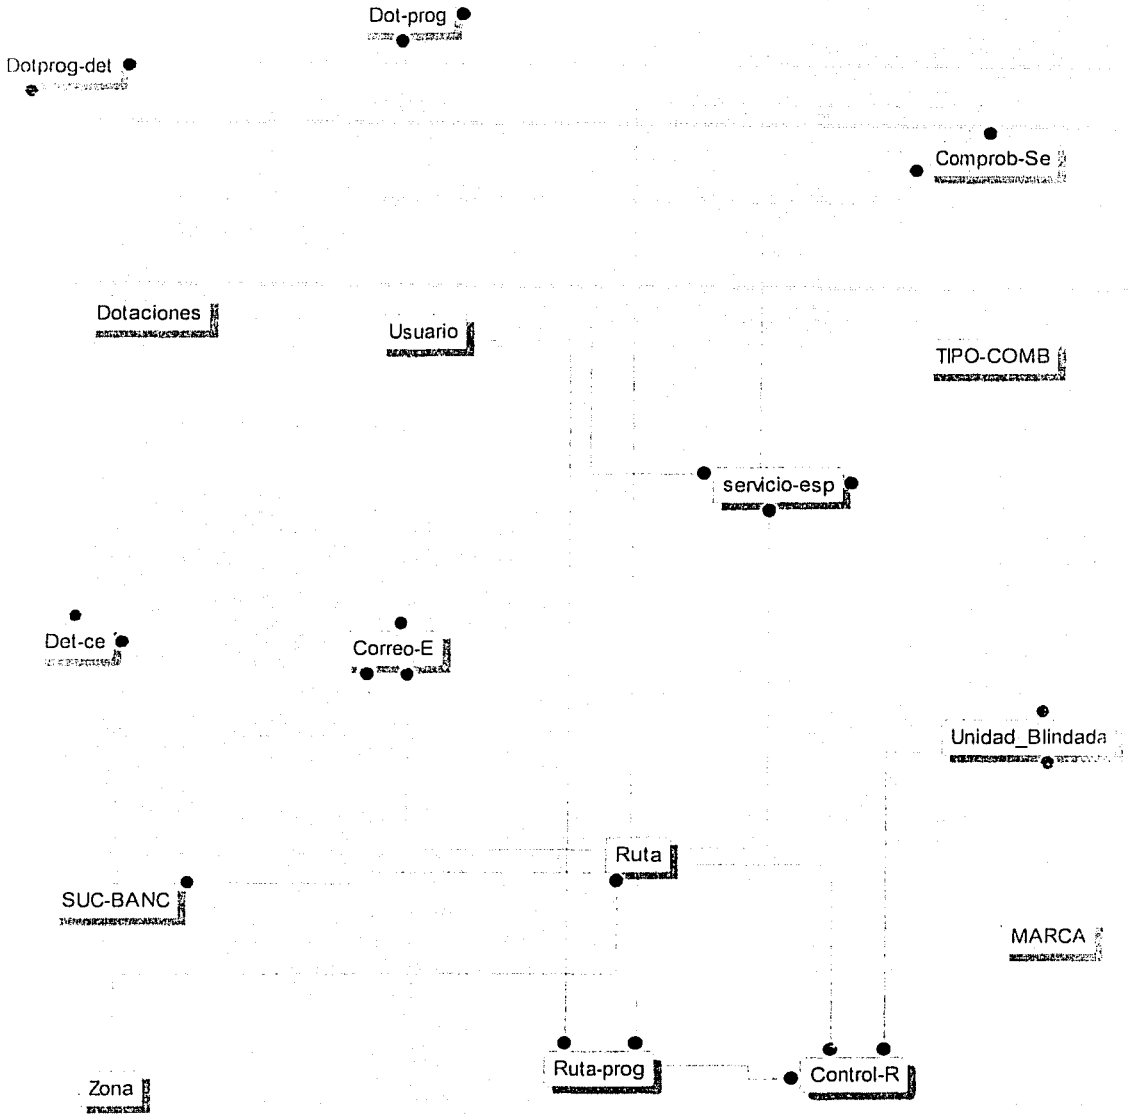 Dot-prog
Dotprog-det
Comprob-Se
Dotaciones
Usuario
TIPO-COMB
servicio-esp
Det-ce
Correo-E
Unidad_Blindada
Ruta
SUC-BANC
MARCA
Ruta-prog
Control-R
Zona